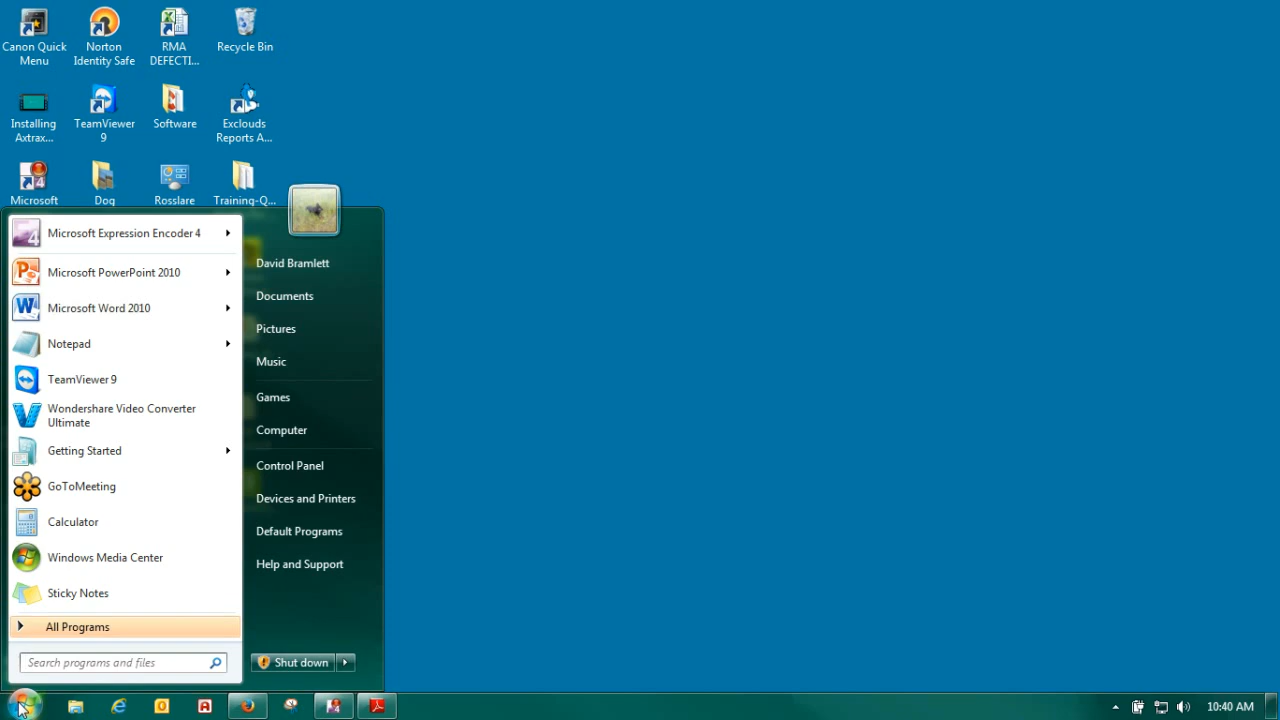 Canon Quick Menu
Norton Identity Safe
RMA DEFECTI...
Recycle Bin
Installing Axtrax...
TeamViewer 9
Software
Exclouds Reports A...
Microsoft
Dog
Rosslare
Training-Q...
Microsoft Expression Encoder 4
Microsoft PowerPoint 2010
Microsoft Word 2010
Notepad
TeamViewer 9
Wondershare Video Converter
Ultimate
Getting Started
GoToMeeting
Calculator
Windows Media Center
Sticky Notes
All Programs
Search programs and files
David Bramlett
Documents
Pictures
Music
Games
Computer
Control Panel
Devices and Printers
Default Programs
Help and Support
Shut down
10:40 AM